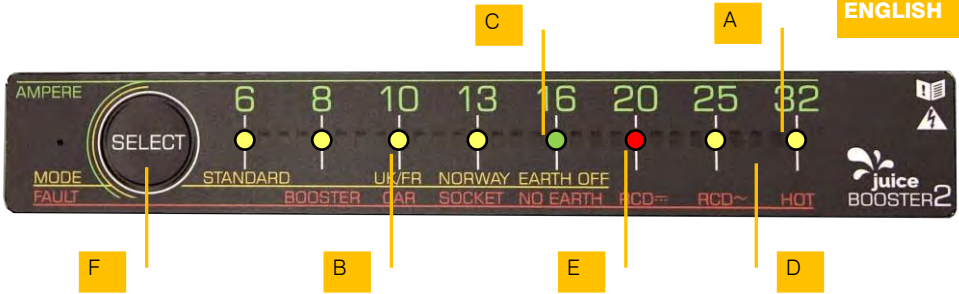 ENGLISH
C
A
AMPERE
6 8 10 13 16 20 25 32
SELECT
MODE STANDARD UK/FR NORWAY EARTH OFF
FAULT BOOSTER CAR SOCKET NO EARTH RCD⎓ RCD~ HOT
juice
BOOSTER2
F
B
E
D